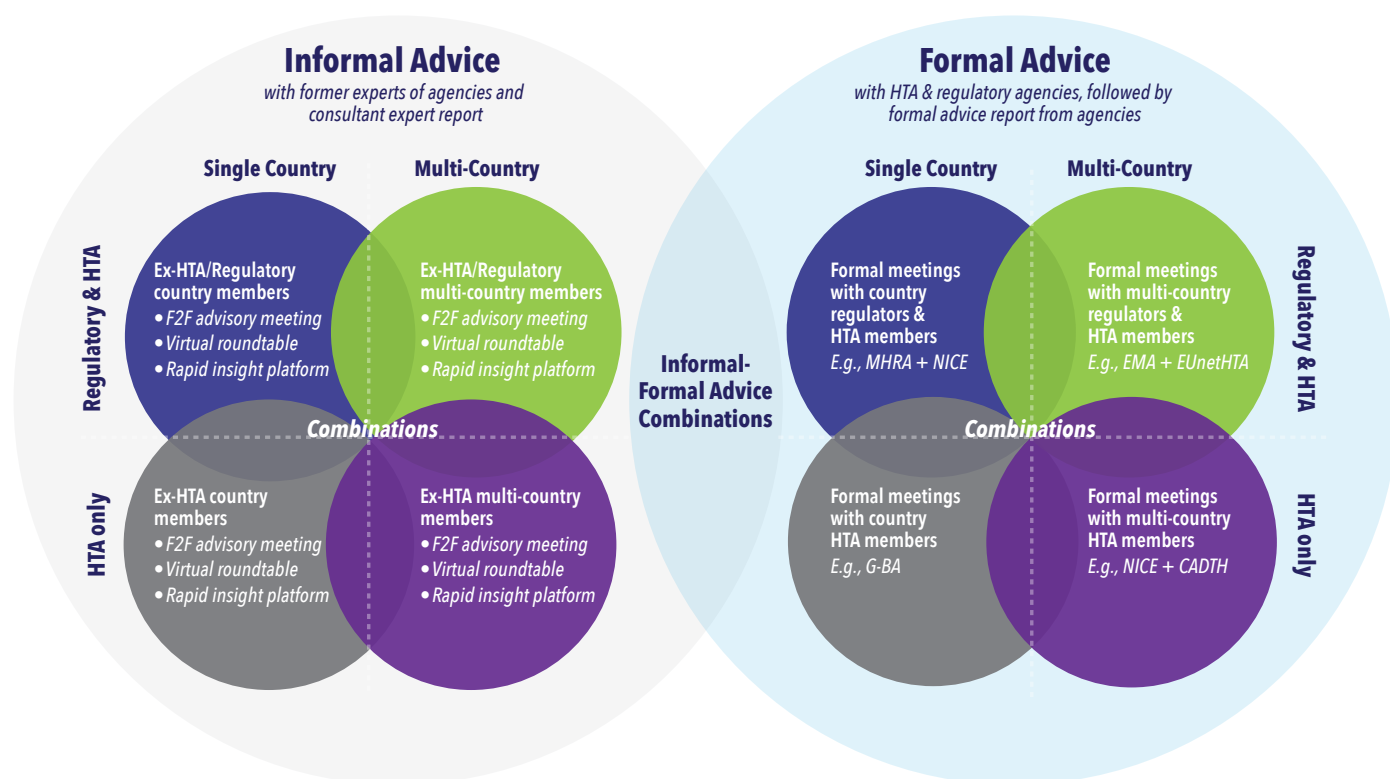 Informal Advice
with former experts of agencies and
consultant expert report
Single Country
Multi-Country
Regulatory & HTA
Ex-HTA/Regulatory
country members
• F2F advisory meeting
• Virtual roundtable
• Rapid insight platform
Ex-HTA/Regulatory
multi-country members
• F2F advisory meeting
• Virtual roundtable
• Rapid insight platform
Combinations
HTA only
Ex-HTA country
members
• F2F advisory meeting
• Virtual roundtable
• Rapid insight platform
Ex-HTA multi-country
members
• F2F advisory meeting
• Virtual roundtable
• Rapid insight platform
Informal-
Formal Advice
Combinations
Formal Advice
with HTA & regulatory agencies, followed by
formal advice report from agencies
Single Country
Multi-Country
Formal meetings
with country
regulators &
HTA members
E.g., MHRA + NICE
Formal meetings
with multi-country
regulators &
HTA members
E.g., EMA + EUnetHTA
Regulatory & HTA
Combinations
Formal meetings
with country
HTA members
E.g., G-BA
Formal meetings
with multi-country
HTA members
E.g., NICE + CADTH
HTA only